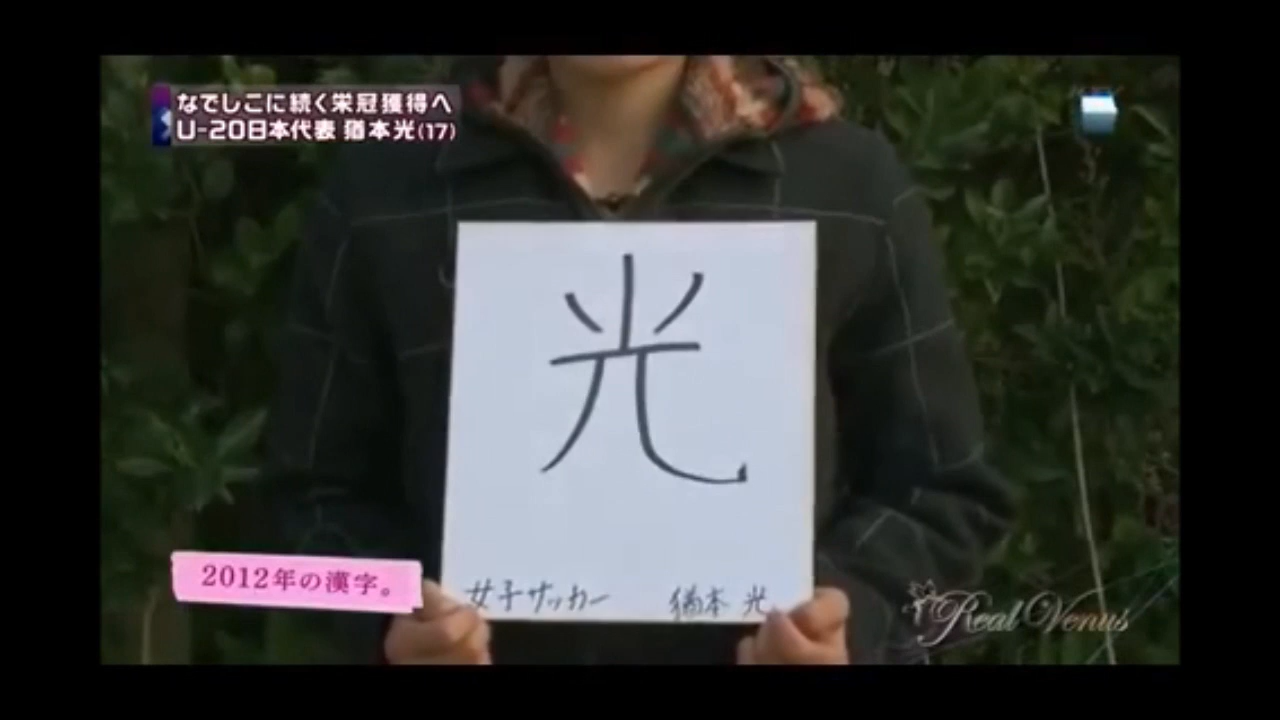 なでしこに続く栄冠獲得へ
U-20日本代表 猶本光(17)
光
女子サッカー 猶本 光
2012年の漢字。
Real Venus